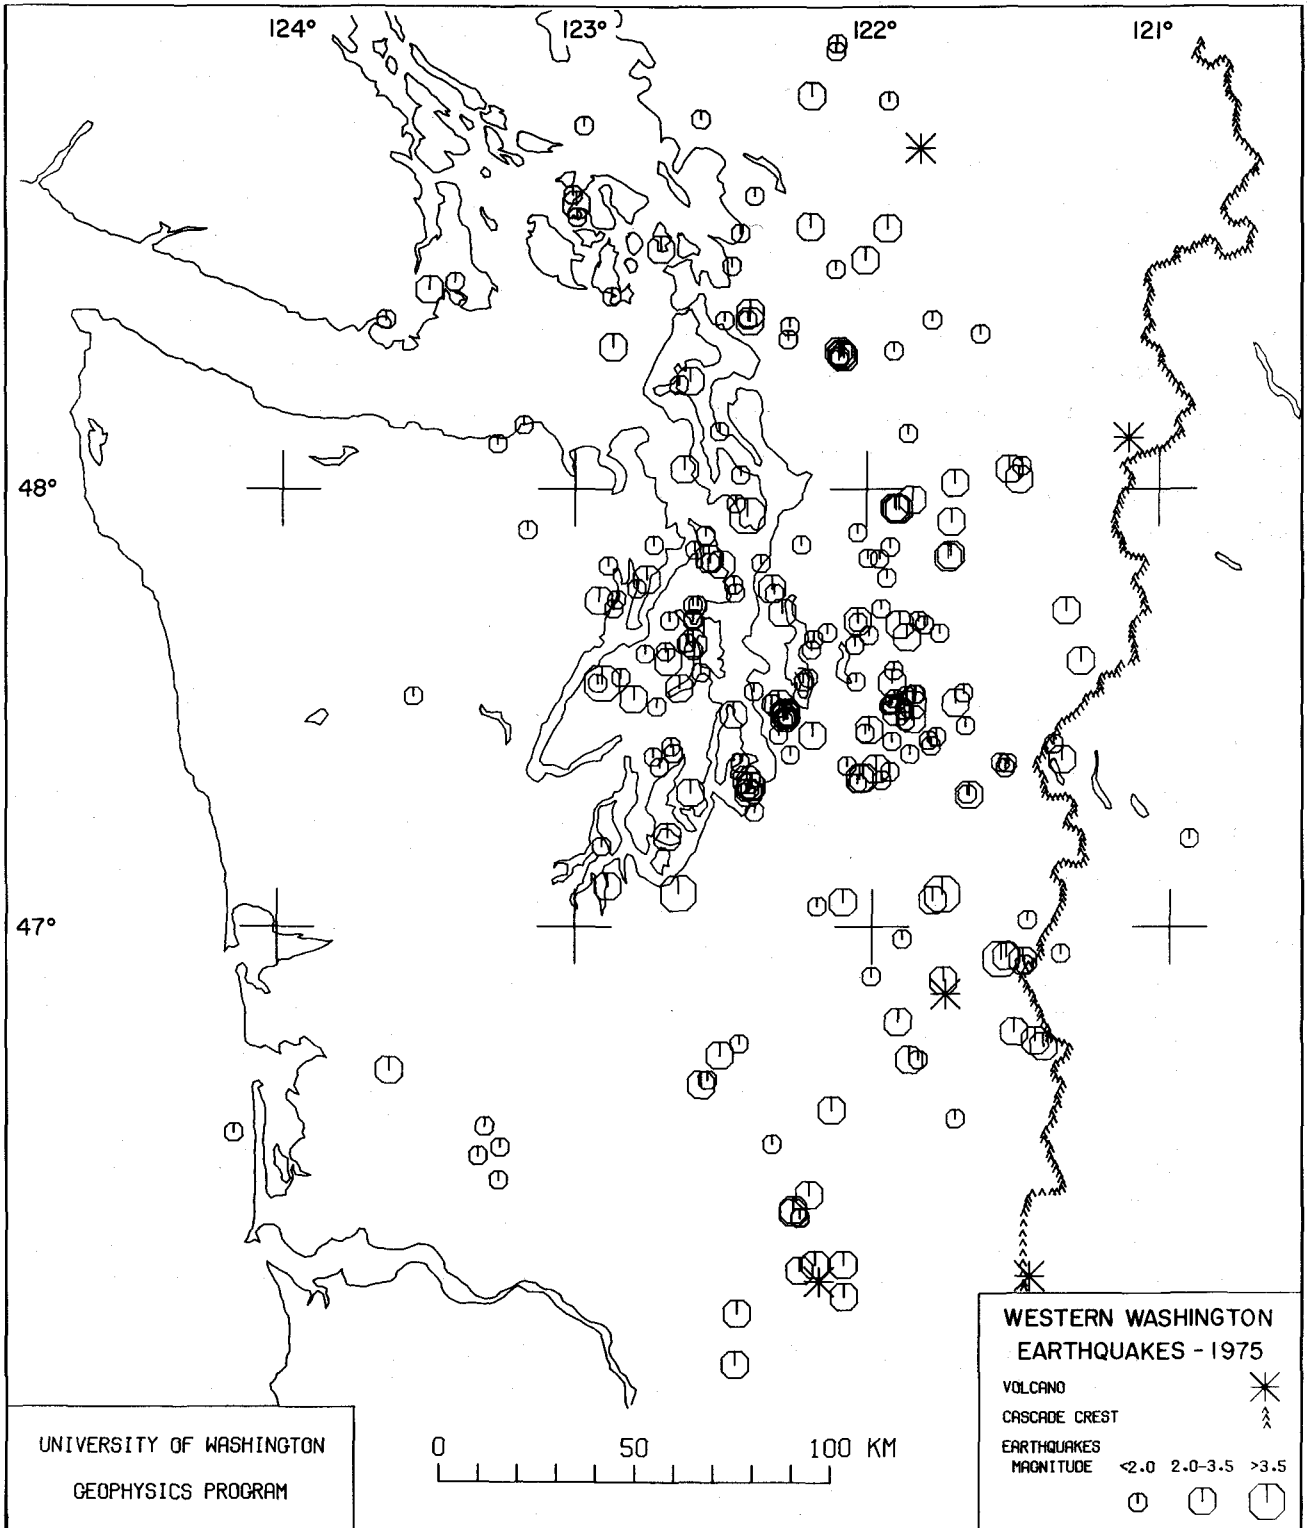 124° 123° 122° 121°
48°
47°
WESTERN WASHINGTON
EARTHQUAKES - 1975
VOLCANO
CASCADE CREST
EARTHQUAKES
MAGNITUDE <2.0 2.0-3.5 >3.5
UNIVERSITY OF WASHINGTON
GEOPHYSICS PROGRAM
0 50 100 KM